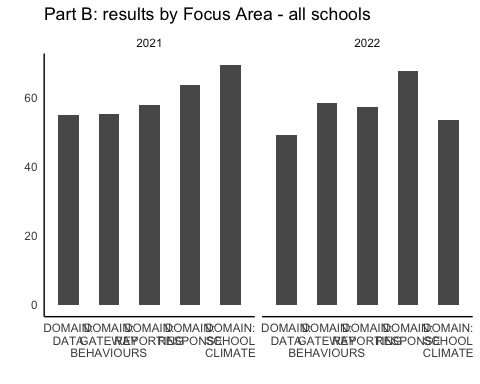 Part B: results by Focus Area - all schools
2021
2022
60
40
20
0
DOMAIN: DATA
DOMAIN: GATEWAY BEHAVIOURS
DOMAIN: REPORTING
DOMAIN: RESPONSE
DOMAIN: SCHOOL CLIMATE
DOMAIN: DATA
DOMAIN: GATEWAY BEHAVIOURS
DOMAIN: REPORTING
DOMAIN: RESPONSE
DOMAIN: SCHOOL CLIMATE